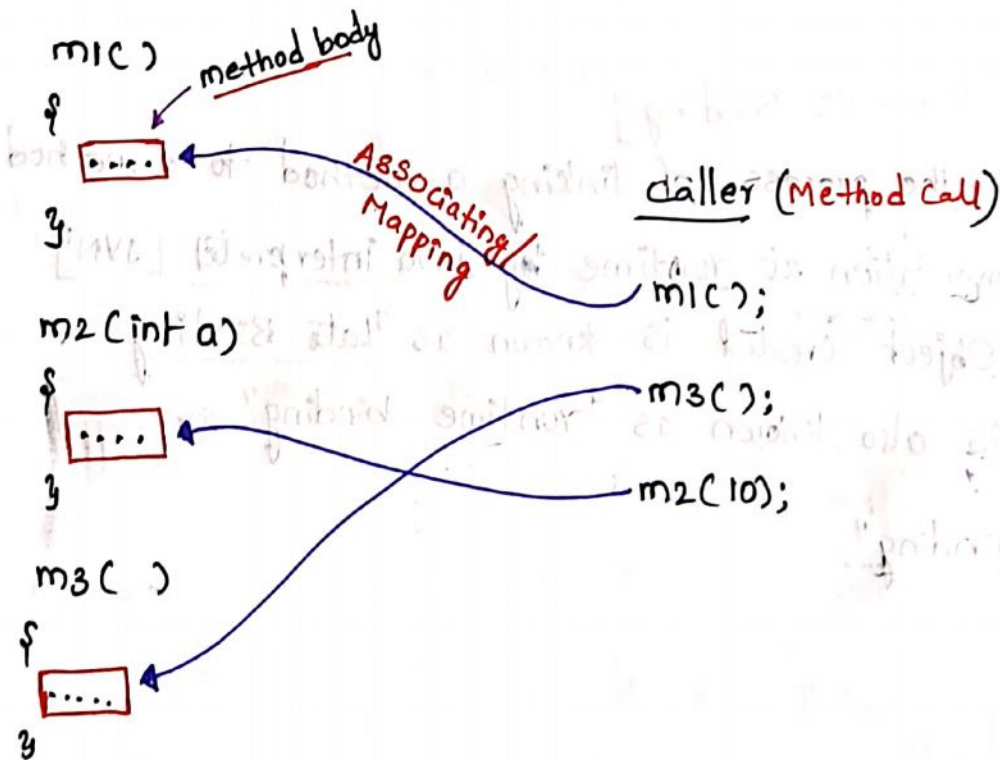 m1( )
method body
{
....
}
Associating/
Mapping
caller (Method call)
m1( );
m2(int a)
{
....
}
m3( );
m2(10);
m3( )
{
.....
}